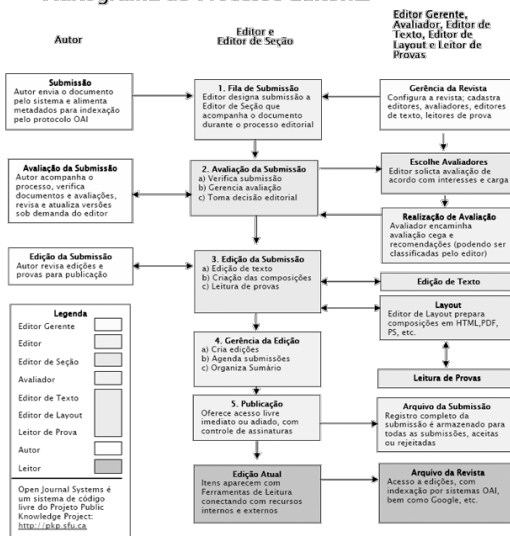 Autor
Editor e
Editor de Seção
Editor Gerente,
Avaliador, Editor de
Texto, Editor de
Layout e Leitor de
Provas
Submissão
Autor envia o documento
pelo sistema e alimenta
metadados para indexação
pelo protocolo OAI
1. Fila de Submissão
Editor designa submissão a
Editor de Seção que
acompanha o documento
durante o processo editorial
Gerência da Revista
Configura a revista; cadastra
editores, avaliadores, editores
de texto, leitores de prova
Avaliação da Submissão
Autor acompanha o
processo, verifica
documentos e avaliações,
revisa e atualiza versões
sob demanda do editor
2. Avaliação da Submissão
a) Verifica submissão
b) Gerencia avaliação
c) Toma decisão editorial
Escolhe Avaliadores
Editor solicta avaliação de
acordo com interesses e carga
Realização de Avaliação
Avaliador encaminha
avaliação cega e
recomendações (podendo ser
classificadas pelo editor)
Edição da Submissão
Autor revisa edições e
provas para publicação
3. Edição da Submissão
a) Edição de texto
b) Criação das composições
c) Leitura de provas
Edição de Texto
Layout
Editor de Layout prepara
composições em HTML,PDF,
PS, etc.
Leitura de Provas
4. Gerência da Edição
a) Cria edições
b) Agenda submissões
c) Organiza Sumário
5. Publicação
Oferece acesso livre
imediato ou adiado, com
controle de assinaturas
Arquivo da Submissão
Registro completo da
submissão é armazenado para
todas as submissões, aceitas
ou rejeitadas
Edição Atual
Itens aparecem com
Ferramentas de Leitura
conectando com recursos
internos e externos
Arquivo da Revista
Acesso a edições, com
indexação por sistemas OAI,
bem como Google, etc.
Legenda
Editor Gerente
Editor
Editor de Seção
Avaliador
Editor de Texto
Editor de Layout
Leitor de Prova
Autor
Leitor
Open Journal Systems é
um sistema de código
livre do Projeto Public
Knowledge Project:
http://pkp.sfu.ca